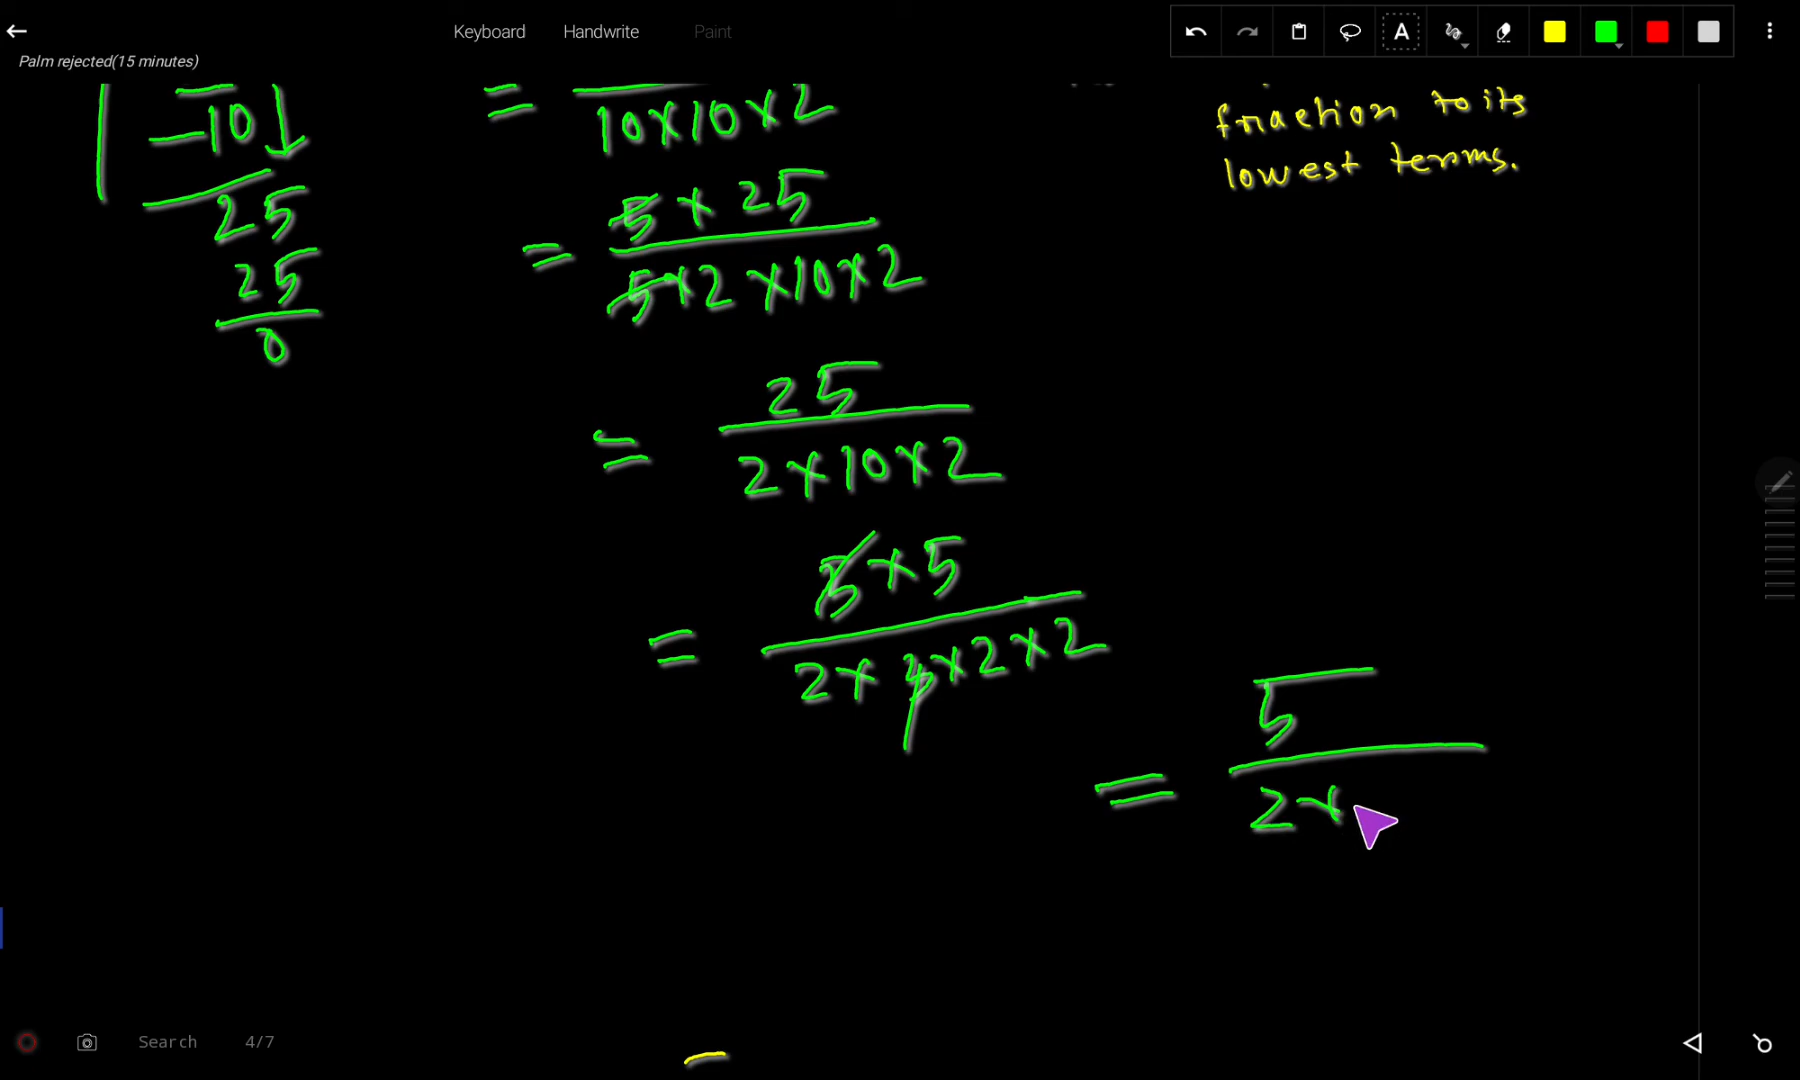 Keyboard Handwrite Paint
A
Palm rejected(15 minutes)
-10
25
25
0
=
10×10×2
= 5 × 25
5×2×10×2
= 25
2×10×2
= 5×5
2×5×2×2
= 5
2×
fraction to its
lowest terms.
Search 4/7